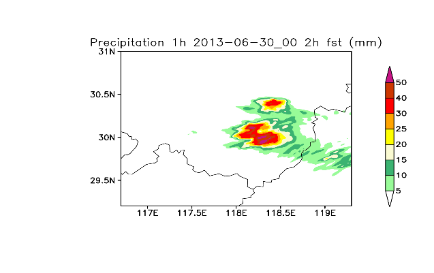 Precipitation 1h 2013-06-30_00 2h fst (mm)
31N
30.5N
30N
29.5N
117E
117.5E
118E
118.5E
119E
50
40
30
25
20
15
10
5